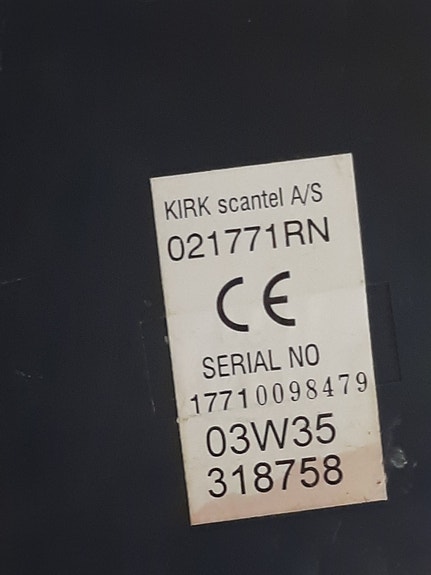 KIRK scantel A/S
021771RN
CE
SERIAL NO
17710098479
03W35
318758